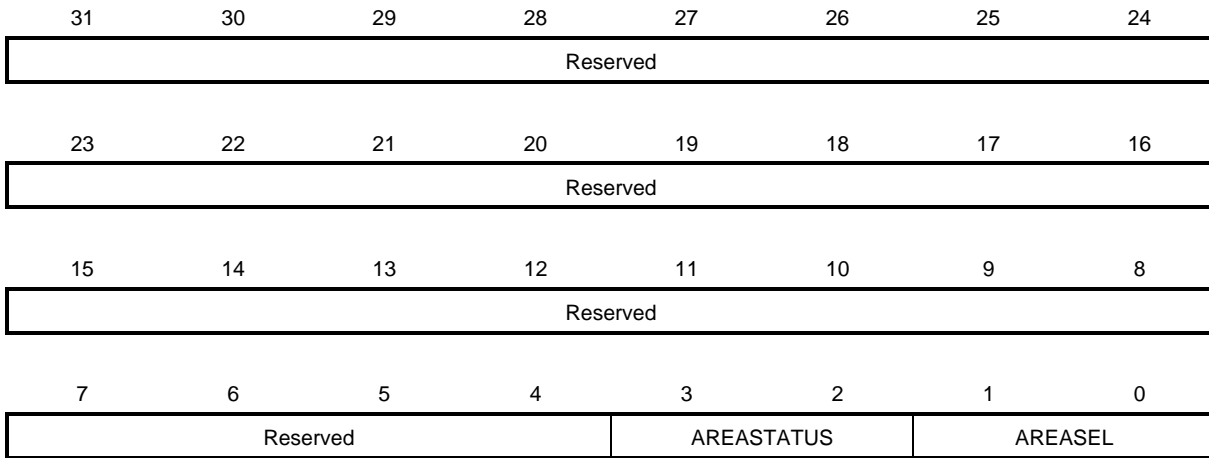 31 30 29 28 27 26 25 24
Reserved
23 22 21 20 19 18 17 16
Reserved
15 14 13 12 11 10 9 8
Reserved
7 6 5 4 3 2 1 0
Reserved AREASTATUS AREASEL